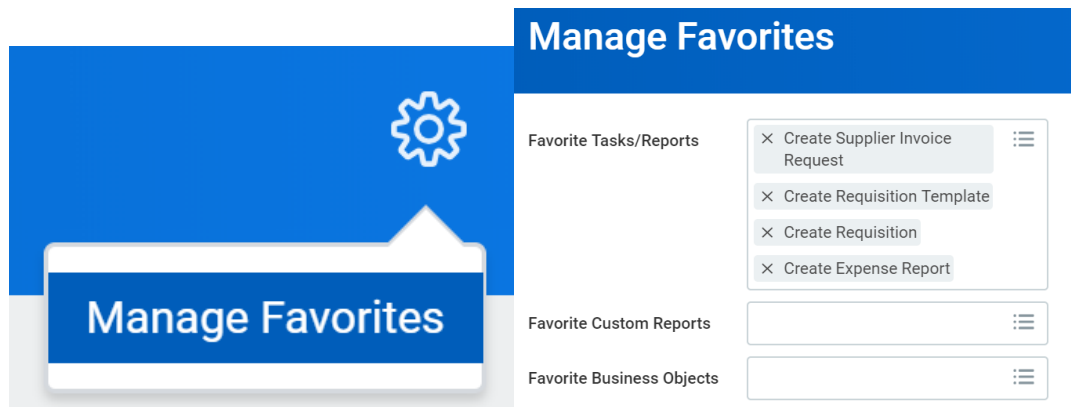 Manage Favorites
Manage Favorites
Favorite Tasks/Reports
× Create Supplier Invoice
Request
× Create Requisition Template
× Create Requisition
× Create Expense Report
Favorite Custom Reports
Favorite Business Objects